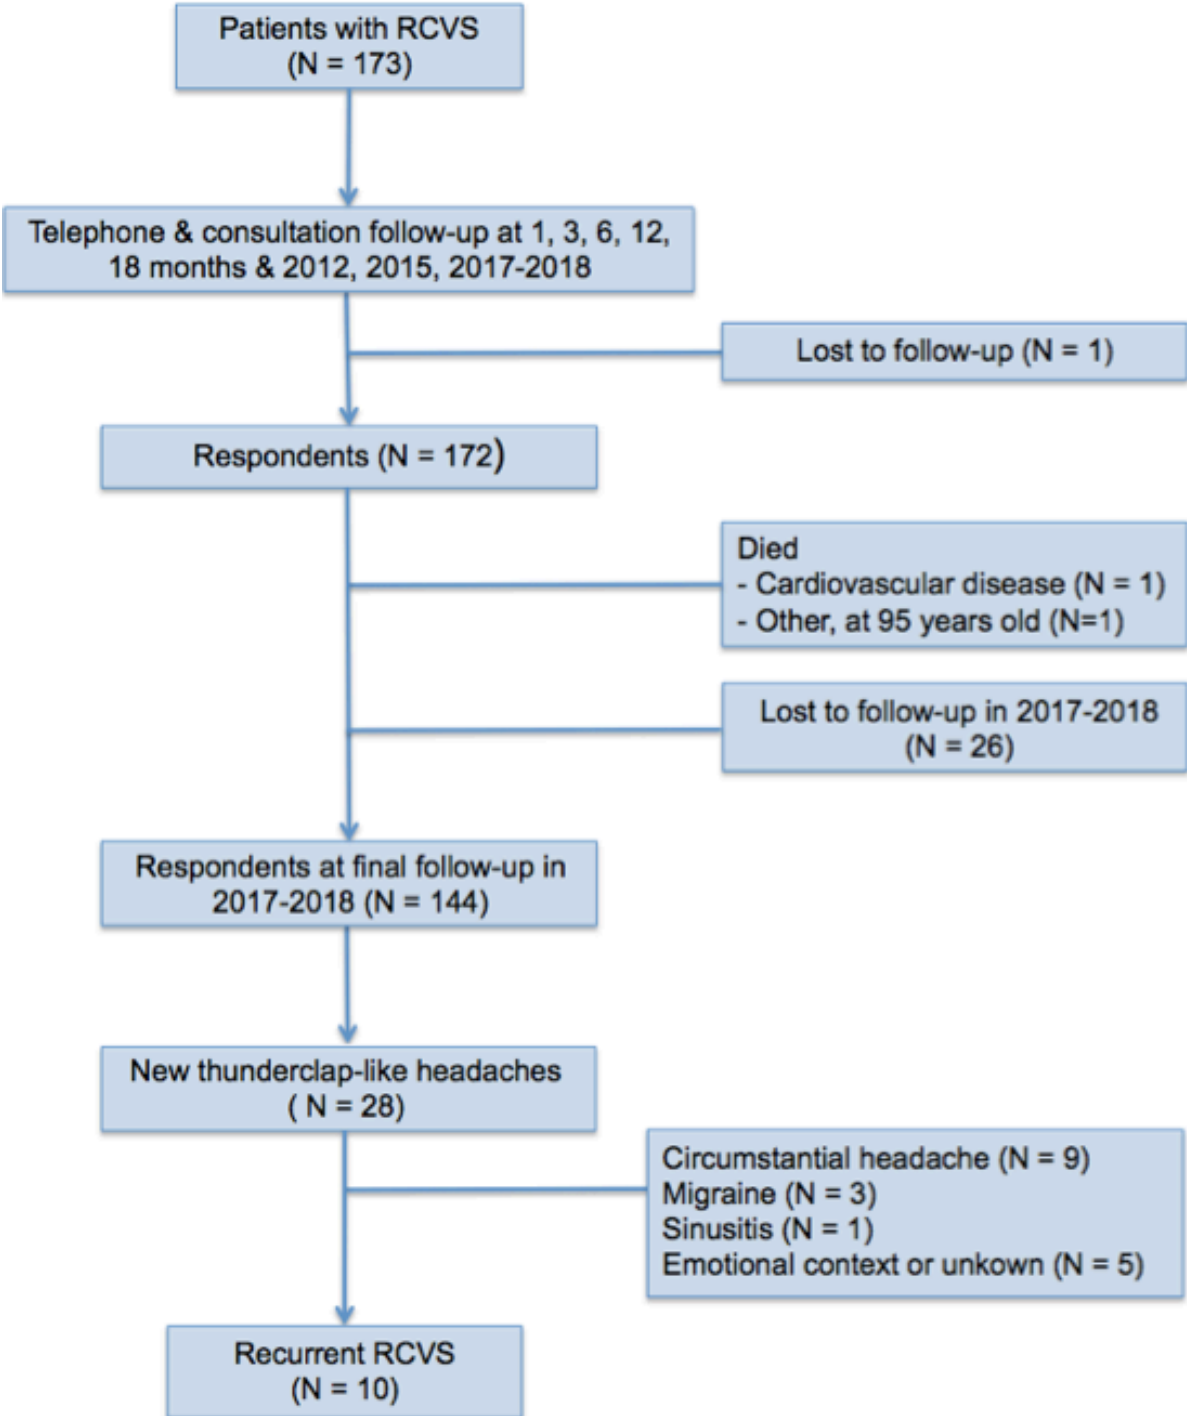 Patients with RCVS
(N = 173)
Telephone & consultation follow-up at 1, 3, 6, 12,
18 months & 2012, 2015, 2017-2018
Lost to follow-up (N = 1)
Respondents (N = 172)
Died
- Cardiovascular disease (N = 1)
- Other, at 95 years old (N=1)
Lost to follow-up in 2017-2018
(N = 26)
Respondents at final follow-up in
2017-2018 (N = 144)
New thunderclap-like headaches
( N = 28)
Circumstantial headache (N = 9)
Migraine (N = 3)
Sinusitis (N = 1)
Emotional context or unkown (N = 5)
Recurrent RCVS
(N = 10)